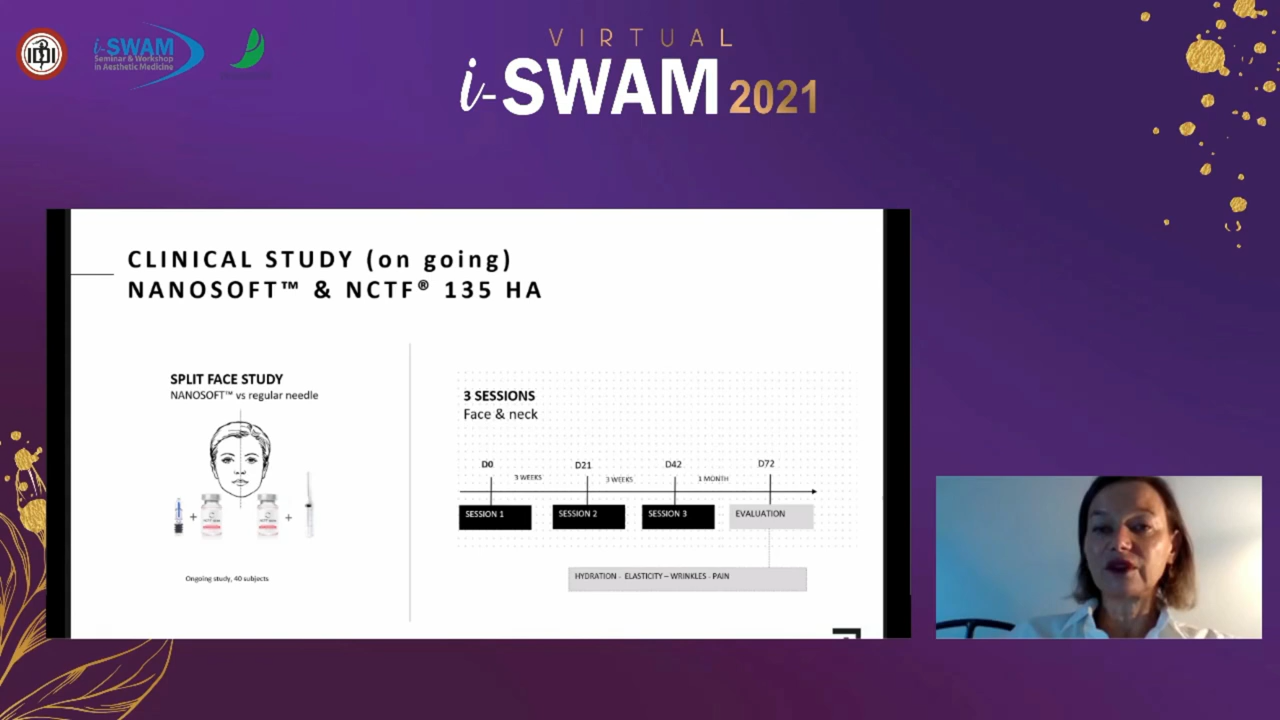 IDI
i-SWAM
Seminar & Workshop
in Aesthetic Medicine
VIRTUAL
i-SWAM 2021
CLINICAL STUDY (on going)
NANOSOFT™ & NCTF® 135 HA
SPLIT FACE STUDY
NANOSOFT™ vs regular needle
+
+
Ongoing study, 40 subjects
3 SESSIONS
Face & neck
D0
D21
D42
D72
3 WEEKS
3 WEEKS
1 MONTH
SESSION 1
SESSION 2
SESSION 3
EVALUATION
HYDRATION - ELASTICITY – WRINKLES - PAIN